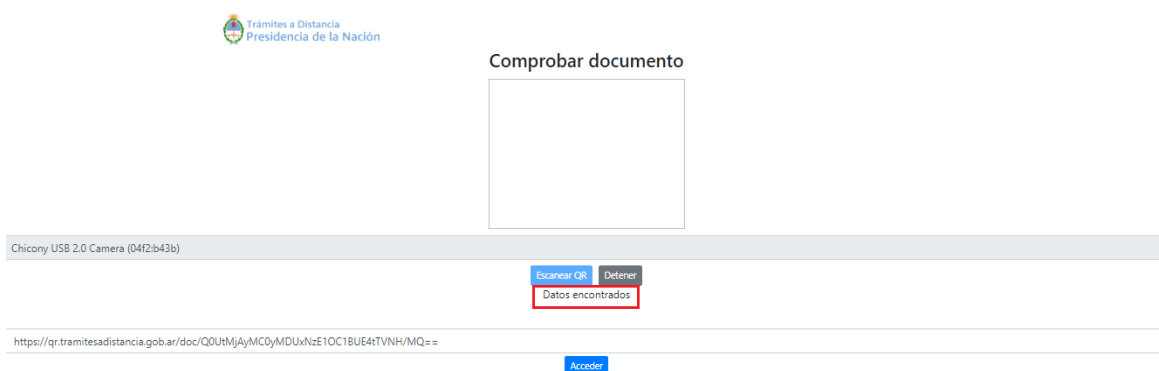 Trámites a Distancia
Presidencia de la Nación
Comprobar documento
Chicony USB 2.0 Camera (04f2:b43b)
Escanear QR Detener
Datos encontrados
https://qr.tramitesadistancia.gob.ar/doc/Q0UtMjAyMC0yMDUxNzE1OC1BUE4tTVNH/MQ==
Acceder